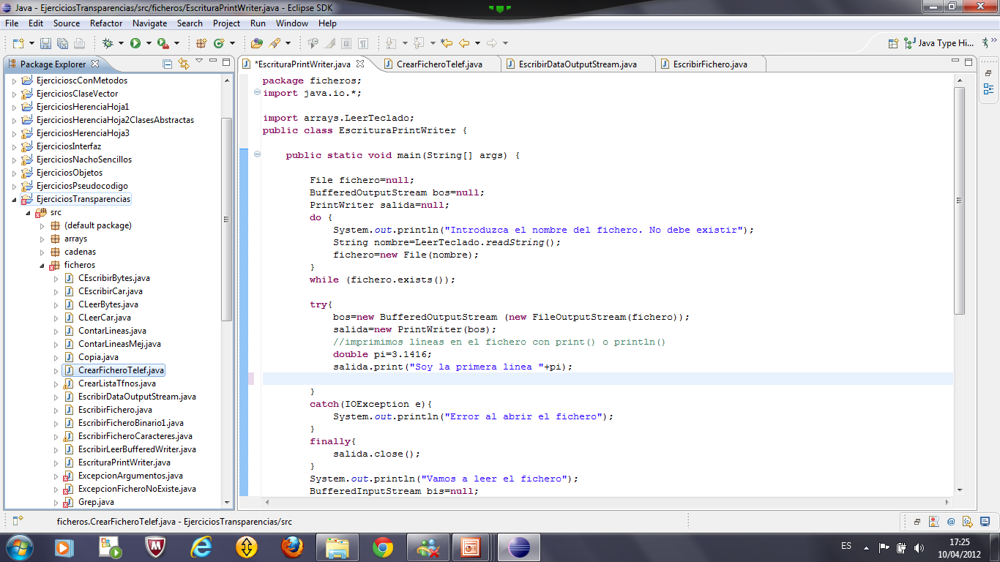 Java - EjerciciosTransparencias/src/ficheros/EscrituraPrintWriter.java - Eclipse SDK
File Edit Source Refactor Navigate Search Project Run Window Help
Java Type Hi...
Package Explorer
*EscrituraPrintWriter.java CrearFicheroTelef.java EscribirDataOutputStream.java EscribirFichero.java
EjercicioscConMetodos
EjerciciosClaseVector
EjerciciosHerenciaHoja1
EjerciciosHerenciaHoja2ClasesAbstractas
EjerciciosHerenciaHoja3
EjerciciosInterfaz
EjerciciosNachoSencillos
EjerciciosObjetos
EjerciciosPseudocodigo
EjerciciosTransparencias
src
(default package)
arrays
cadenas
ficheros
CEscribirBytes.java
CEscribirCar.java
CLeerBytes.java
CLeerCar.java
ContarLineas.java
ContarLineasMej.java
Copia.java
CrearFicheroTelef.java
CrearListaTfnos.java
EscribirDataOutputStream.java
EscribirFichero.java
EscribirFicheroBinario1.java
EscribirFicheroCaracteres.java
EscribirLeerBufferedWriter.java
EscrituraPrintWriter.java
ExcepcionArgumentos.java
ExcepcionFicheroNoExiste.java
Grep.java
package ficheros;
import java.io.*;
import arrays.LeerTeclado;
public class EscrituraPrintWriter {
public static void main(String[] args) {
File fichero=null;
BufferedOutputStream bos=null;
PrintWriter salida=null;
do {
System.out.println("Introduzca el nombre del fichero. No debe existir");
String nombre=LeerTeclado.readString();
fichero=new File(nombre);
}
while (fichero.exists());
try{
bos=new BufferedOutputStream (new FileOutputStream(fichero));
salida=new PrintWriter(bos);
//imprimimos líneas en el fichero con print() o println()
double pi=3.1416;
salida.print("Soy la primera linea "+pi);
}
catch(IOException e){
System.out.println("Error al abrir el fichero");
}
finally{
salida.close();
}
System.out.println("Vamos a leer el fichero");
BufferedInputStream bis=null;
ficheros.CrearFicheroTelef.java - EjerciciosTransparencias/src
ES
17:25
10/04/2012